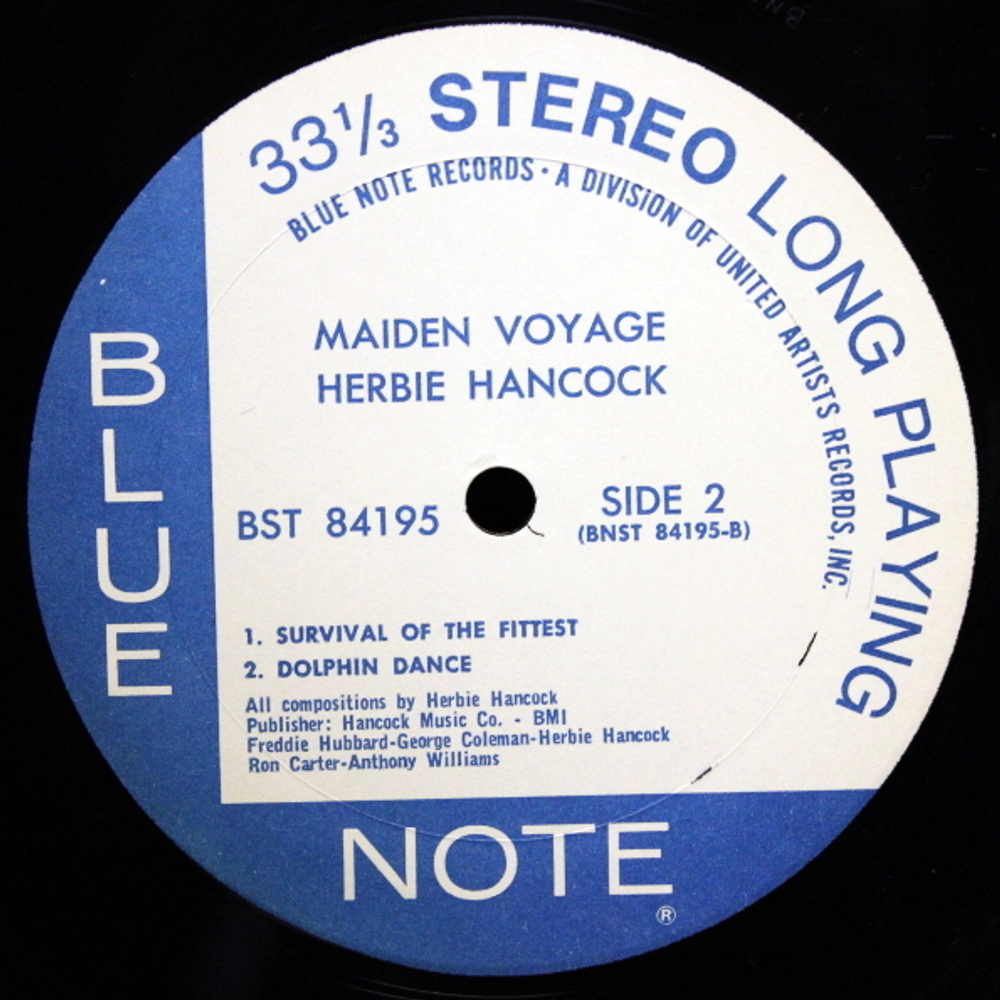 33⅓ STEREO LONG PLAYING
BLUE NOTE RECORDS · A DIVISION OF UNITED ARTISTS RECORDS, INC.
MAIDEN VOYAGE
HERBIE HANCOCK
BST 84195
SIDE 2
(BNST 84195-B)
1. SURVIVAL OF THE FITTEST
2. DOLPHIN DANCE
All compositions by Herbie Hancock
Publisher: Hancock Music Co. - BMI
Freddie Hubbard-George Coleman-Herbie Hancock
Ron Carter-Anthony Williams
BLUE
NOTE
®